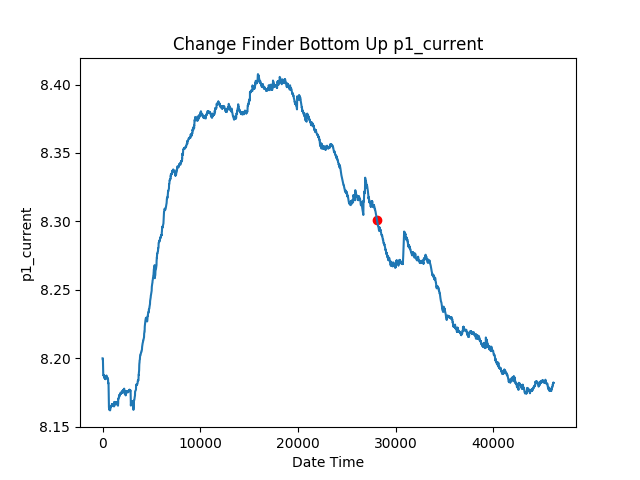 Change Finder Bottom Up p1_current
8.40
8.35
8.30
8.25
8.20
8.15
p1_current
0 10000 20000 30000 40000
Date Time